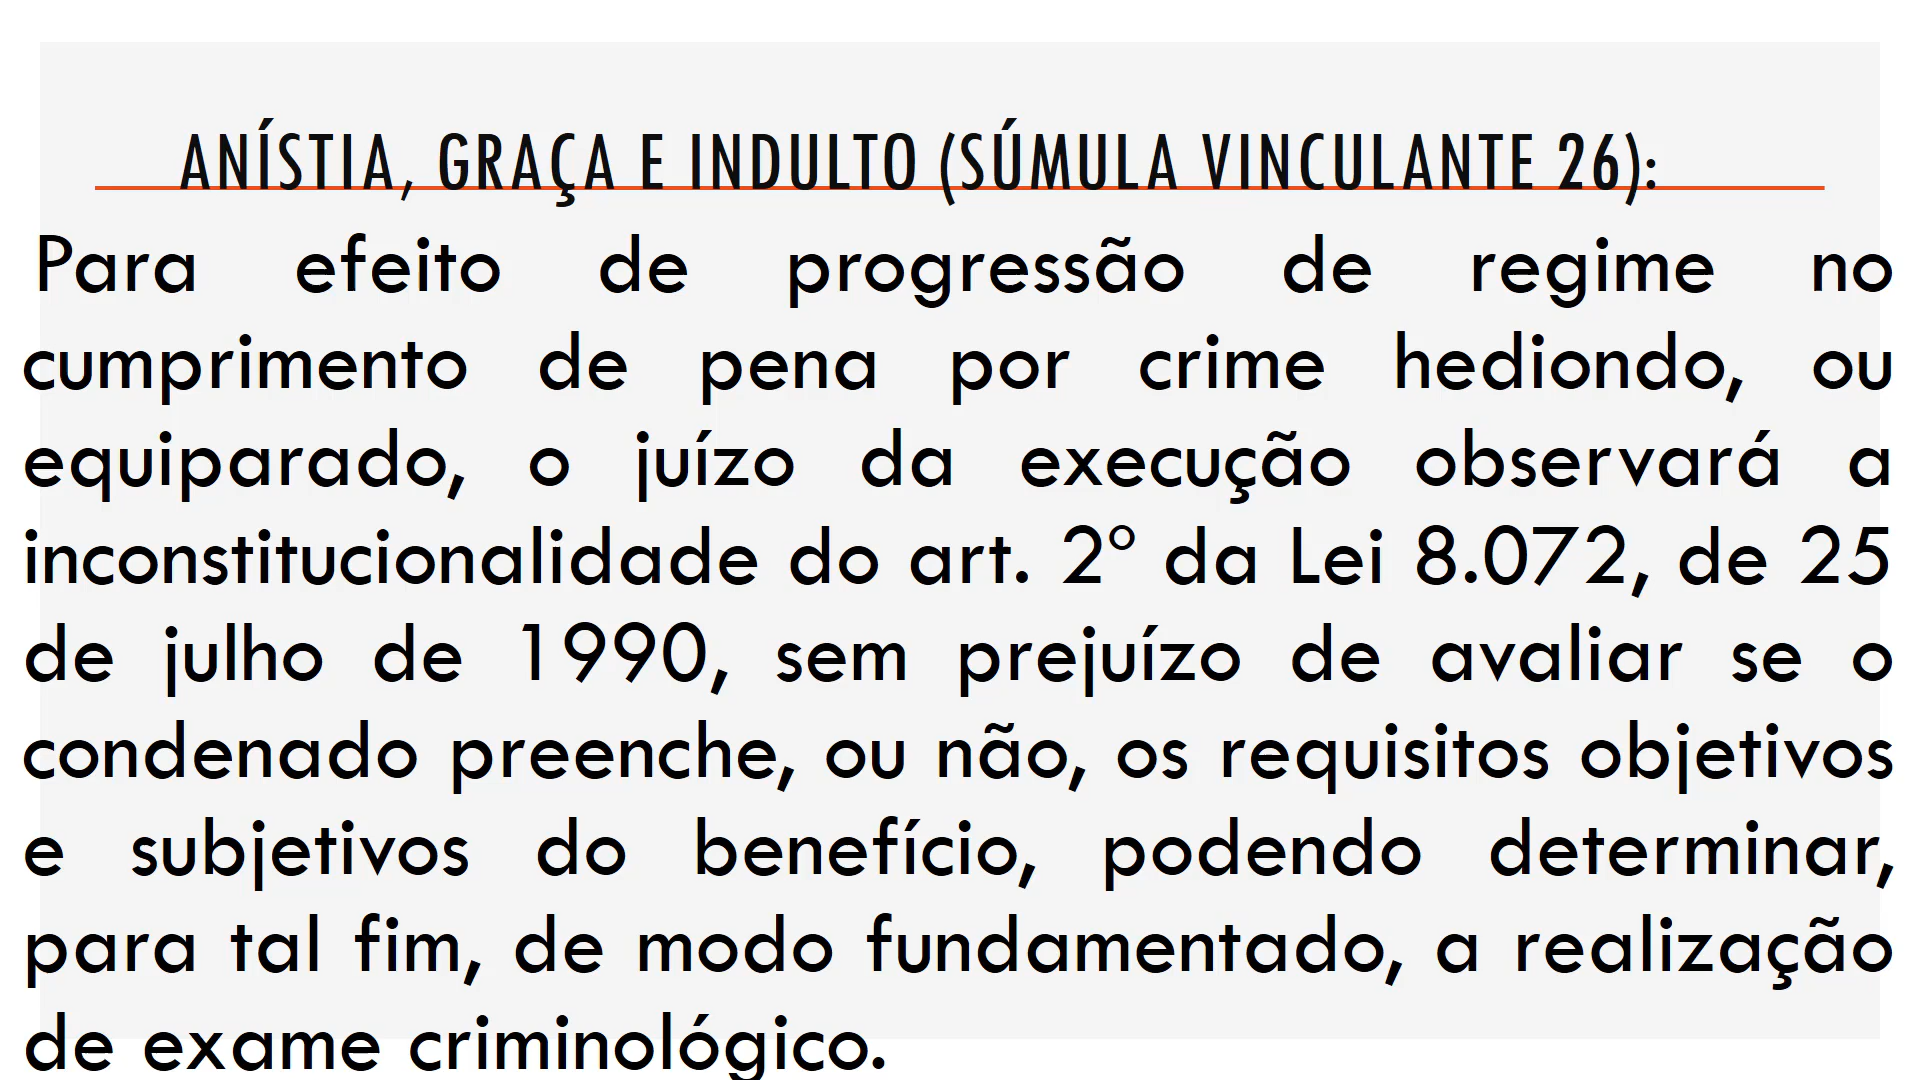 ANÍSTIA, GRAÇA E INDULTO (SÚMULA VINCULANTE 26):
Para efeito de progressão de regime no
cumprimento de pena por crime hediondo, ou
equiparado, o juízo da execução observará a
inconstitucionalidade do art. 2º da Lei 8.072, de 25
de julho de 1990, sem prejuízo de avaliar se o
condenado preenche, ou não, os requisitos objetivos
e subjetivos do benefício, podendo determinar,
para tal fim, de modo fundamentado, a realização
de exame criminológico.